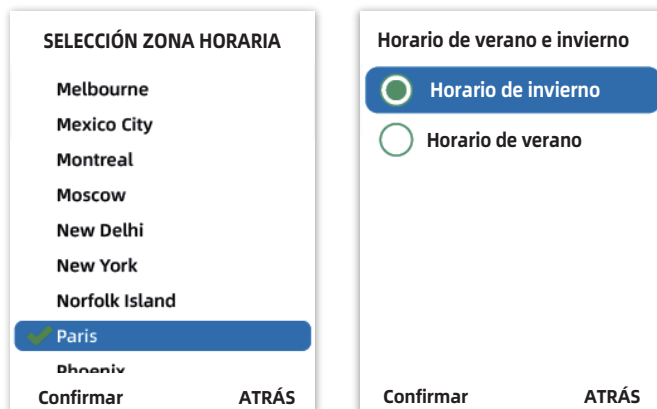 SELECCIÓN ZONA HORARIA
Melbourne
Mexico City
Montreal
Moscow
New Delhi
New York
Norfolk Island
Paris
Phoenix
Confirmar ATRÁS
Horario de verano e invierno
Horario de invierno
Horario de verano
Confirmar ATRÁS